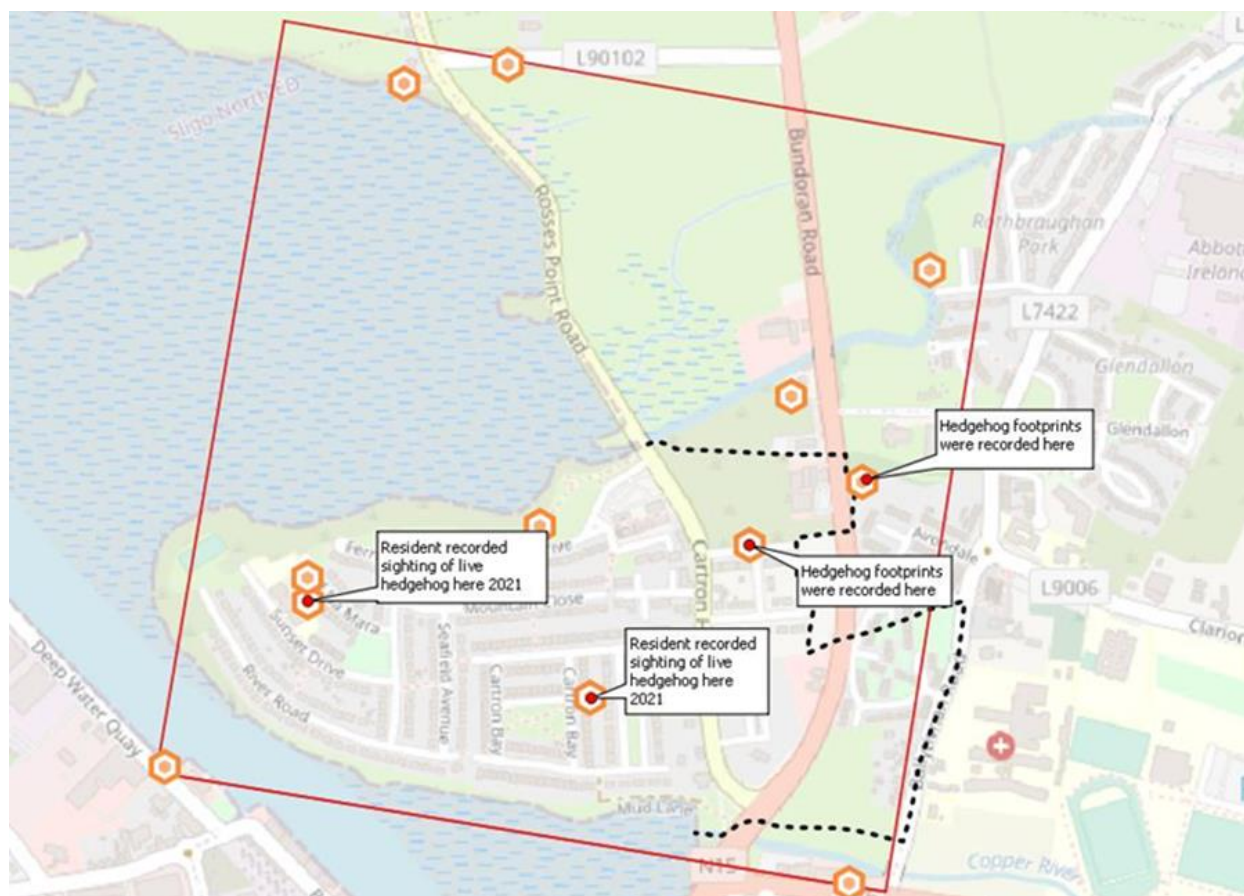 L90102
Sligo North ED
Rosses Point Road
Bundoran Road
Rathbraughan
Park
Abbot
Ireland
L7422
Glendallon
Glendallon
Hedgehog footprints
were recorded here
Avondale
Hedgehog footprints
were recorded here
L9006
Clarion
Resident recorded
sighting of live
hedgehog here 2021
Mara
Mountain Close
Sunset Drive
River Road
Seafield Avenue
Cartron Bay
Cartron Bay
Resident recorded
sighting of live
hedgehog here
2021
Cartron
Deep Water Quay
Mud Lane
N15
Copper River